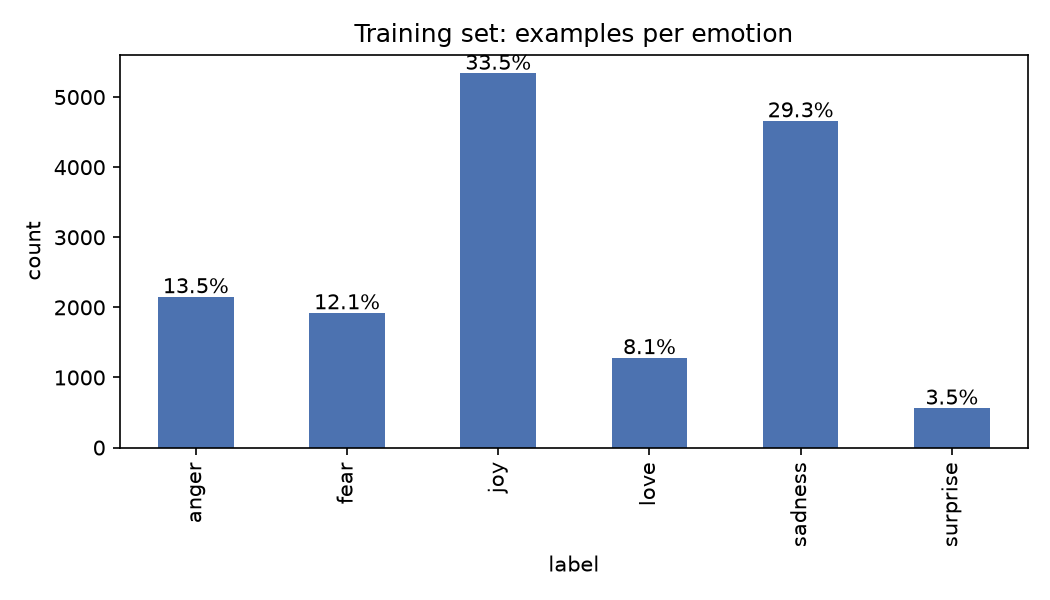 Training set: examples per emotion
33.5%
5000
29.3%
4000
count
3000
13.5%
12.1%
2000
8.1%
1000
3.5%
0
anger
fear
joy
love
sadness
surprise
label